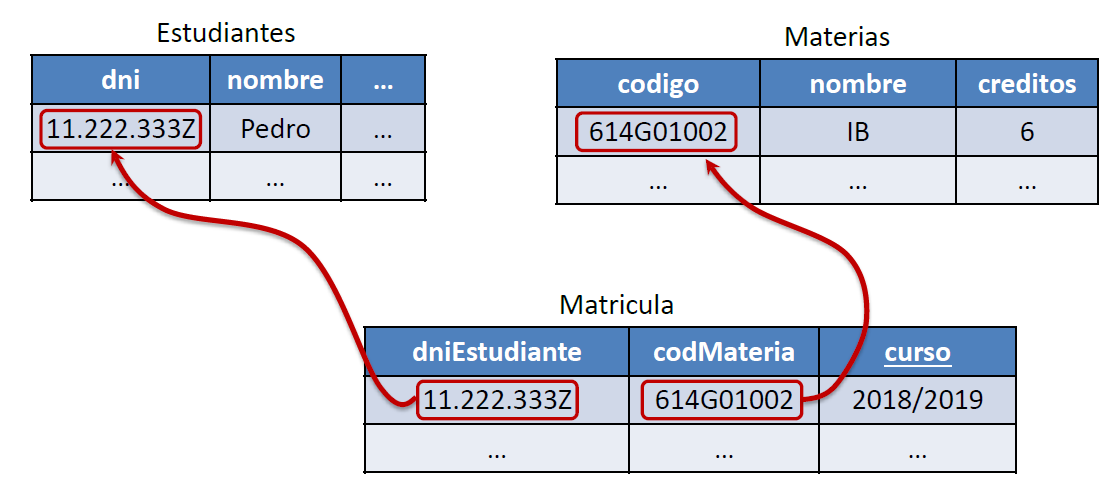 Estudiantes
dni nombre ...
11.222.333Z Pedro ...
... ... ...
Materias
codigo nombre creditos
614G01002 IB 6
... ... ...
Matricula
dniEstudiante codMateria curso
11.222.333Z 614G01002 2018/2019
... ... ...